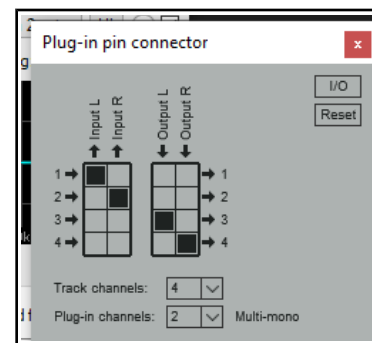 Plug-in pin connector
x
I/O
Reset
Input L
Input R
Output L
Output R
1 1
2 2
3 3
4 4
Track channels: 4
Plug-in channels: 2 Multi-mono